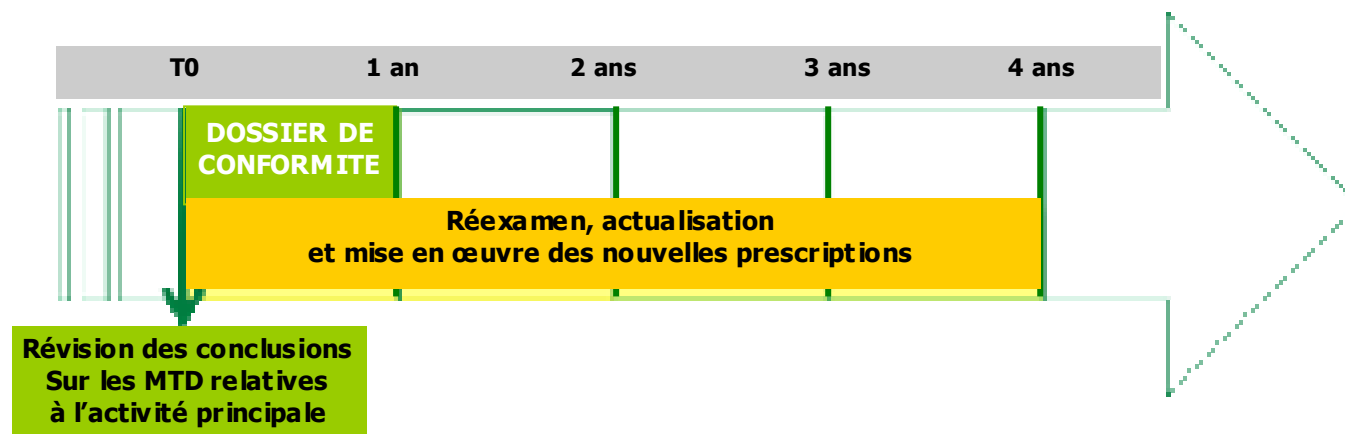 T0 1 an 2 ans 3 ans 4 ans
DOSSIER DE
CONFORMITE
Réexamen, actualisation
et mise en œuvre des nouvelles prescriptions
Révision des conclusions
Sur les MTD relatives
à l’activité principale